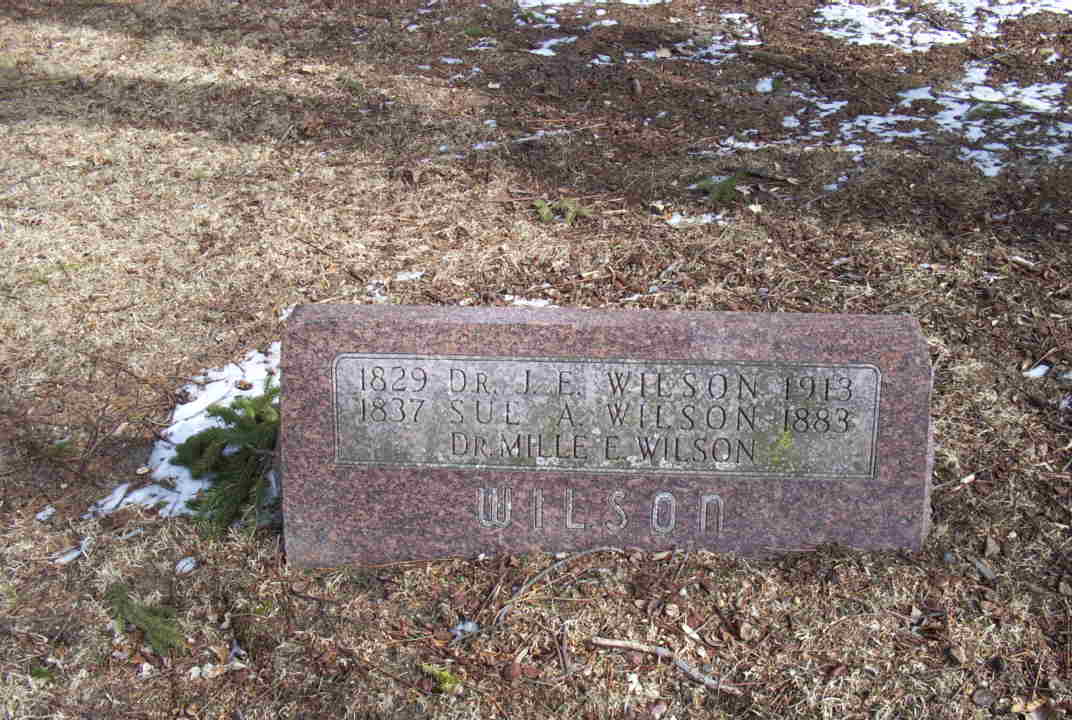 1829 DR. J. E. WILSON 1913
1837 SUE A. WILSON 1883
DR. MILLE E. WILSON
WILSON